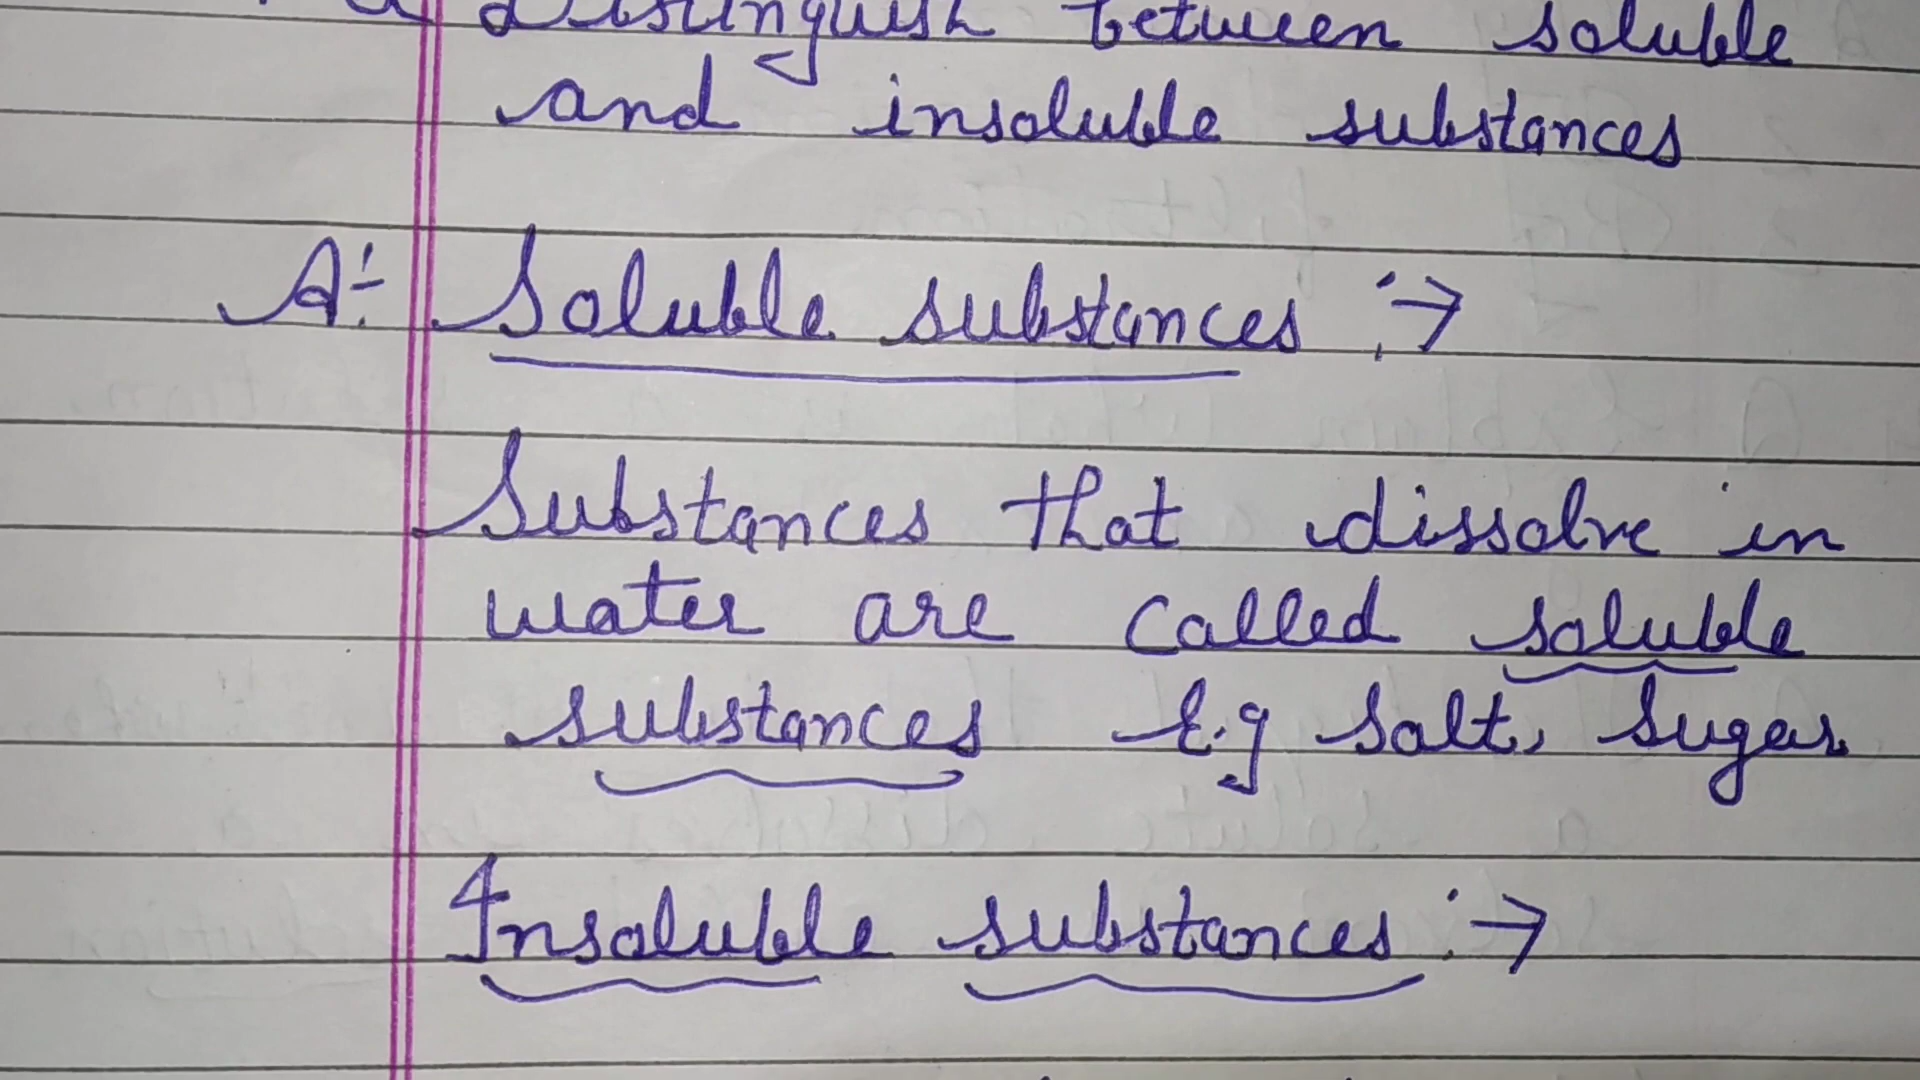 Distinguish between soluble
and insoluble substances
A:- Soluble substances :→
Substances that dissolve in
water are called soluble
substances E.g Salt, Sugar
Insoluble substances :→